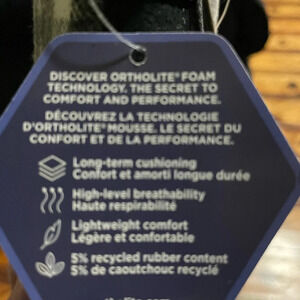 DISCOVER ORTHOLITE® FOAM
TECHNOLOGY. THE SECRET TO
COMFORT AND PERFORMANCE.
DÉCOUVREZ LA TECHNOLOGIE
D'ORTHOLITE® MOUSSE. LE SECRET DU
CONFORT ET DE LA PERFORMANCE.
Long-term cushioning
Confort et amorti longue durée
High-level breathability
Haute respirabilité
Lightweight comfort
Légère et confortable
5% recycled rubber content
5% de caoutchouc recyclé